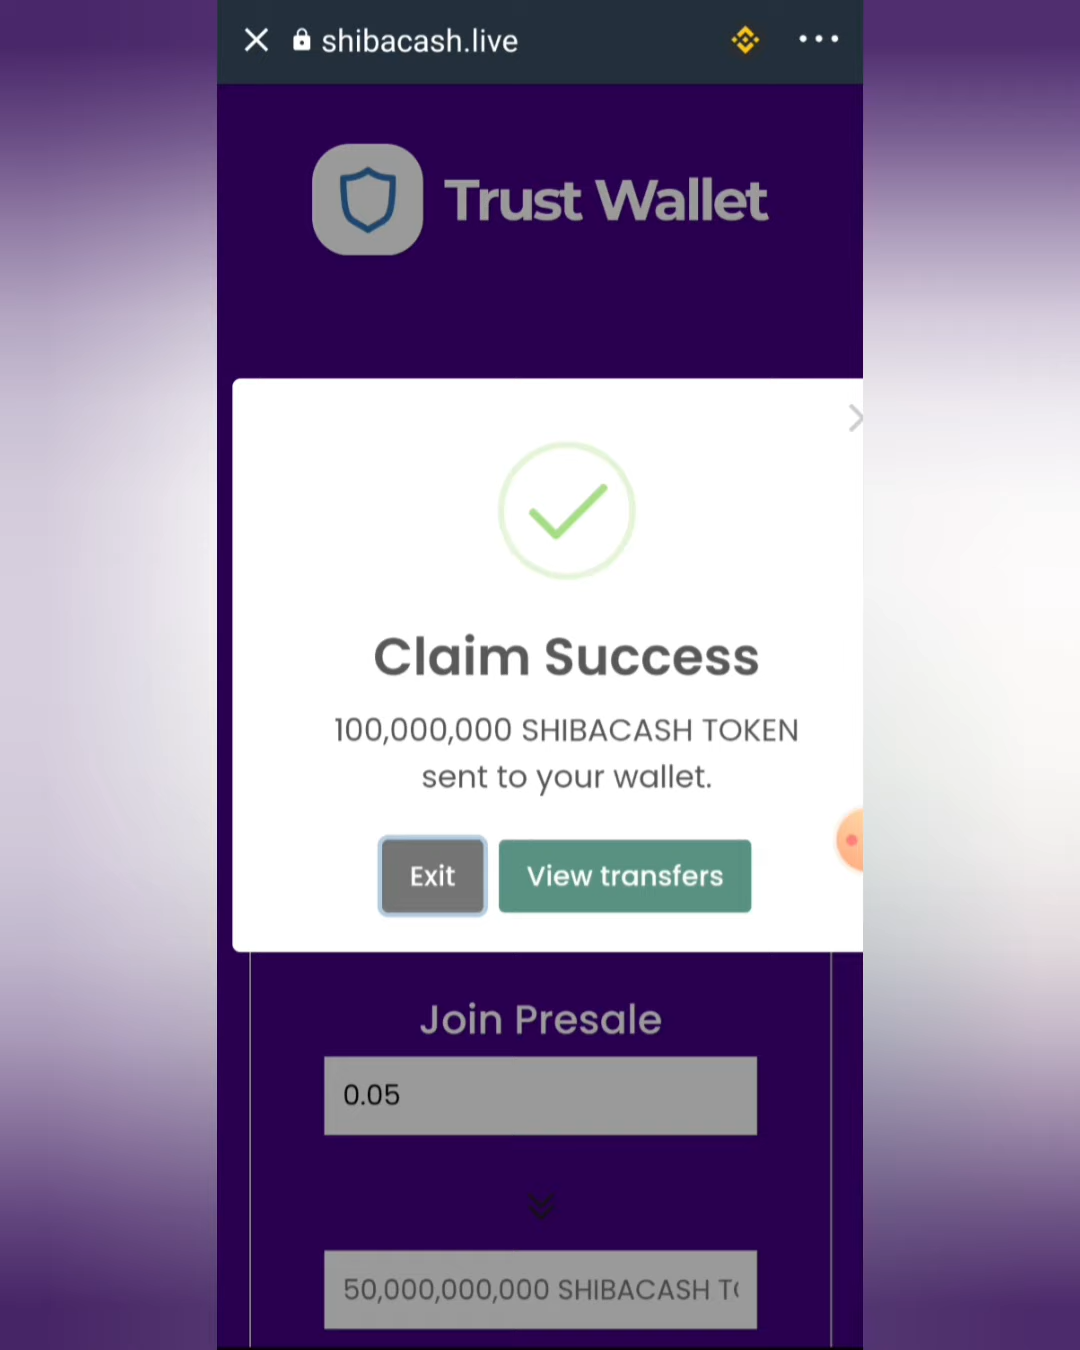 shibacash.live
Trust Wallet
Claim Success
100,000,000 SHIBACASH TOKEN
sent to your wallet.
Exit
View transfers
Join Presale
0.05
50,000,000,000 SHIBACASH